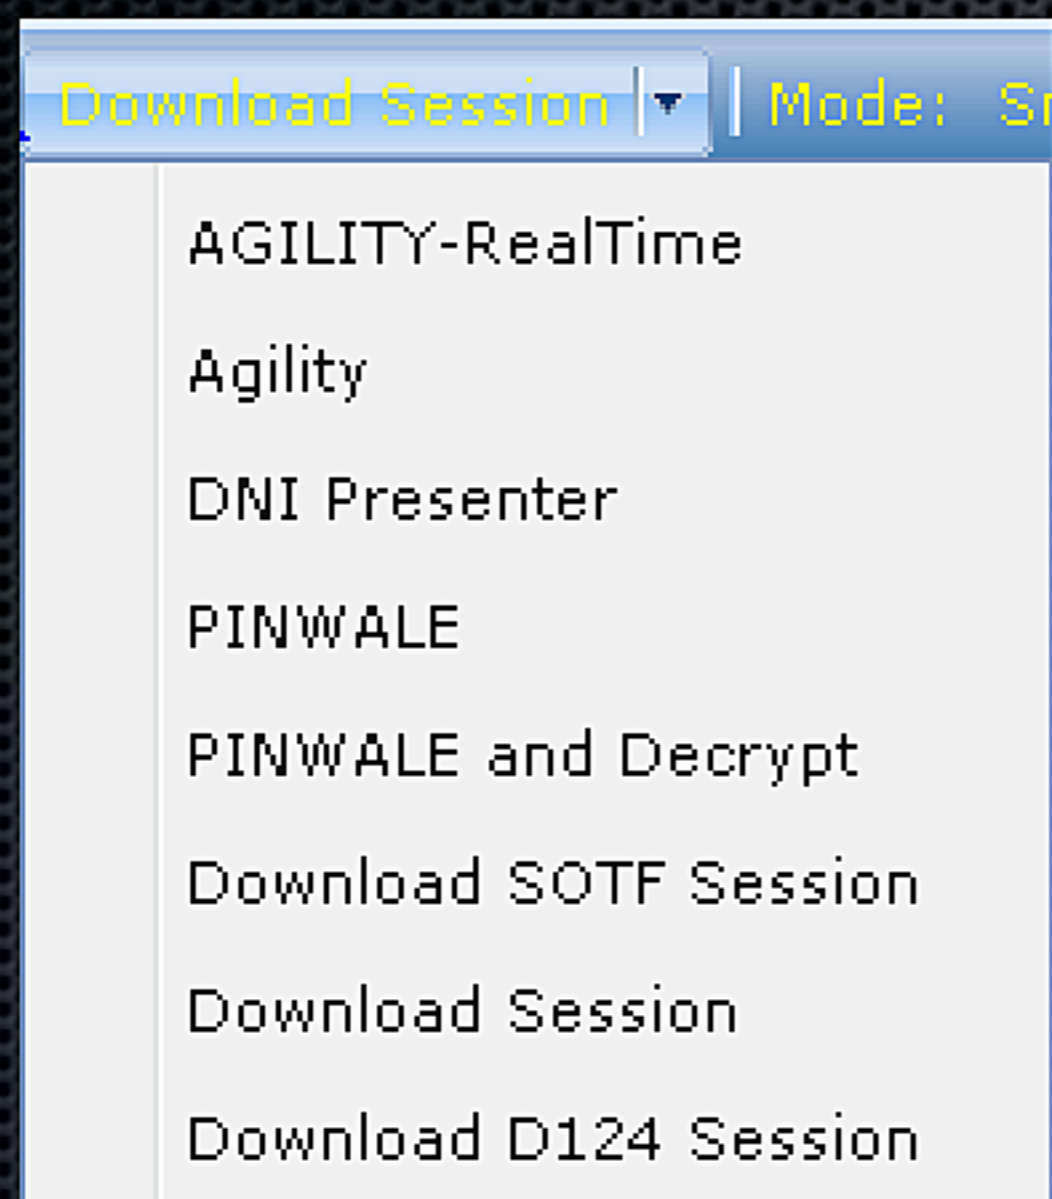 Download Session Mode:
AGILITY-RealTime
Agility
DNI Presenter
PINWALE
PINWALE and Decrypt
Download SOTF Session
Download Session
Download D124 Session